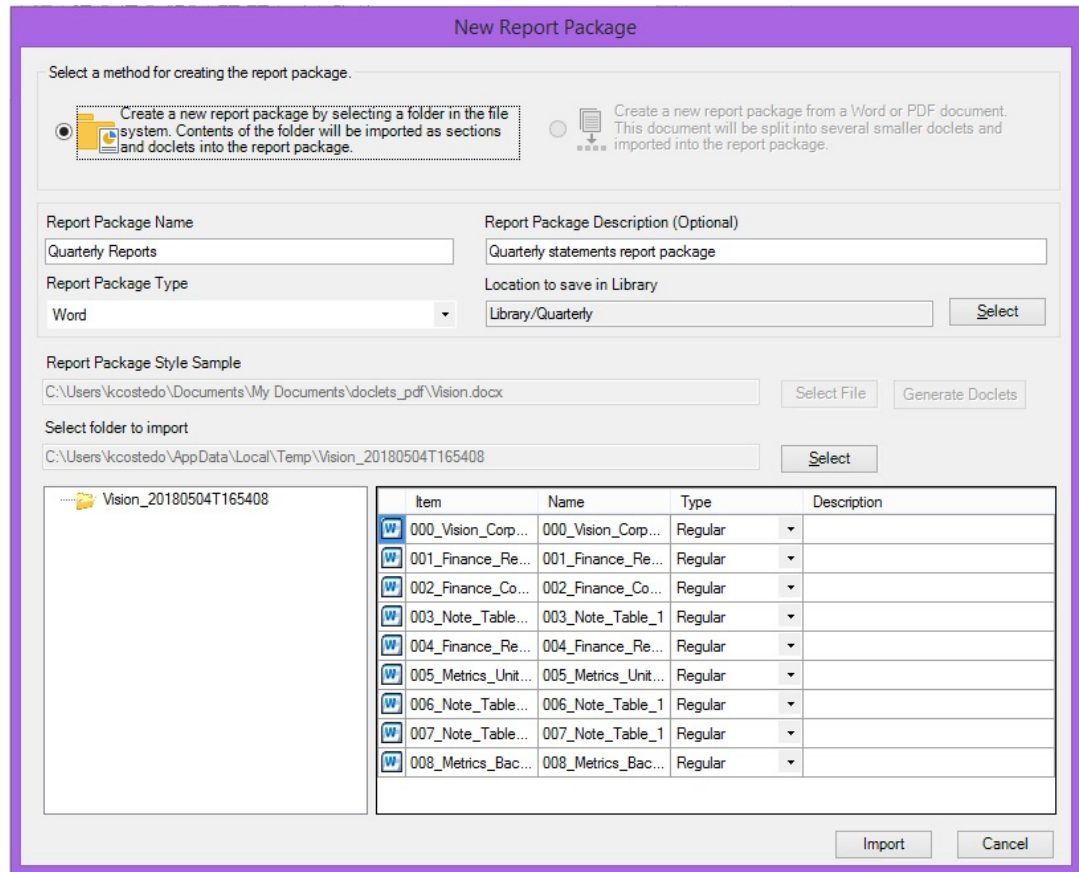 New Report Package
Select a method for creating the report package.
Create a new report package by selecting a folder in the file
system. Contents of the folder will be imported as sections
and doclets into the report package.
Create a new report package from a Word or PDF document.
This document will be split into several smaller doclets and
imported into the report package.
Report Package Name
Report Package Description (Optional)
Quarterly Reports
Quarterly statements report package
Report Package Type
Location to save in Library
Word
Library/Quarterly
Select
Report Package Style Sample
C:\Users\kcostedo\Documents\My Documents\doclets_pdf\Vision.docx
Select File
Generate Doclets
Select folder to import
C:\Users\kcostedo\AppData\Local\Temp\Vision_20180504T165408
Select
Vision_20180504T165408
Item Name Type Description
000_Vision_Corp... 000_Vision_Corp... Regular
001_Finance_Re... 001_Finance_Re... Regular
002_Finance_Co... 002_Finance_Co... Regular
003_Note_Table... 003_Note_Table_1 Regular
004_Finance_Re... 004_Finance_Re... Regular
005_Metrics_Unit... 005_Metrics_Unit... Regular
006_Note_Table... 006_Note_Table_1 Regular
007_Note_Table... 007_Note_Table_1 Regular
008_Metrics_Bac... 008_Metrics_Bac... Regular
Import
Cancel